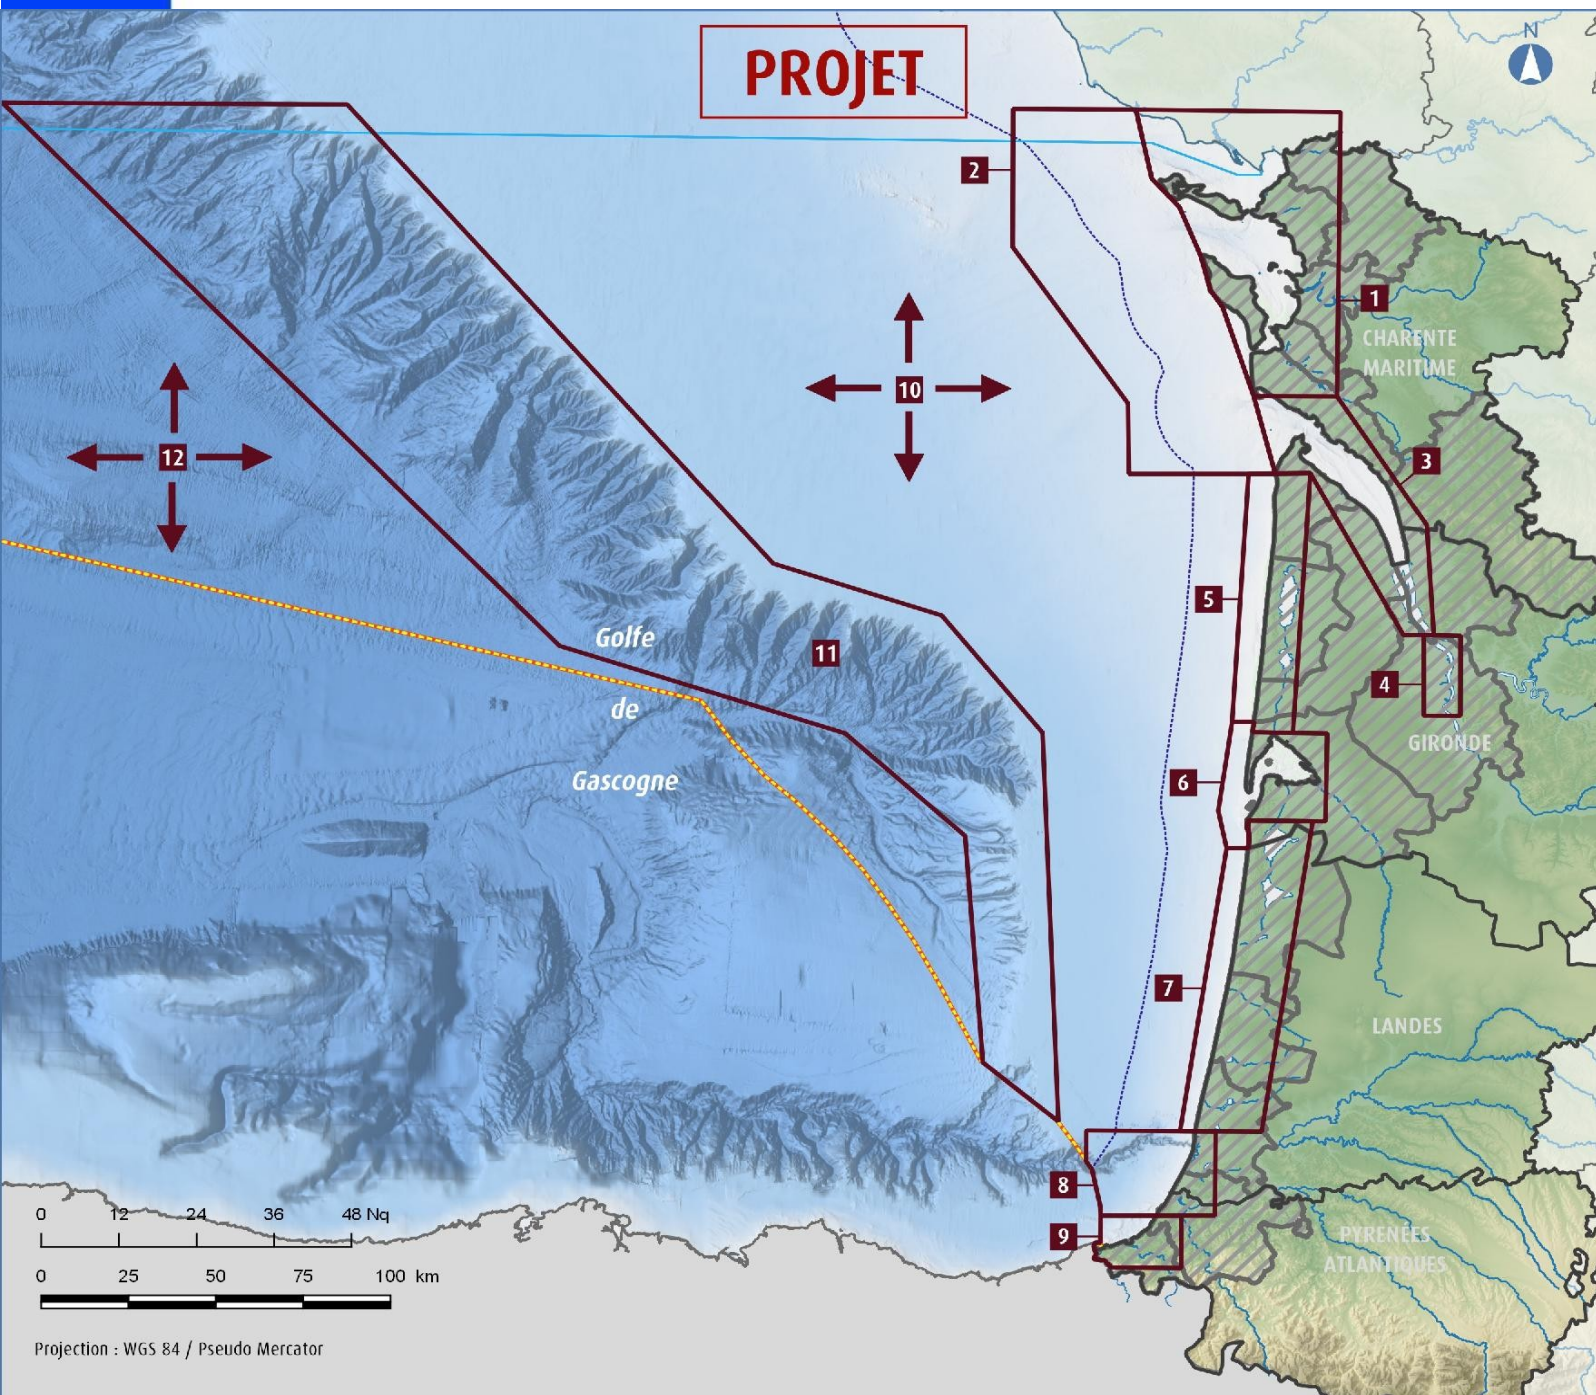 PROJET
N
2
1
CHARENTE
MARITIME
10
12
3
5
Golfe
11
de
4
GIRONDE
Gascogne
6
7
LANDES
8
9
PYRENEES
ATLANTIQUES
0 12 24 36 48 Nq
0 25 50 75 100 km
Projection : WGS 84 / Pseudo Mercator